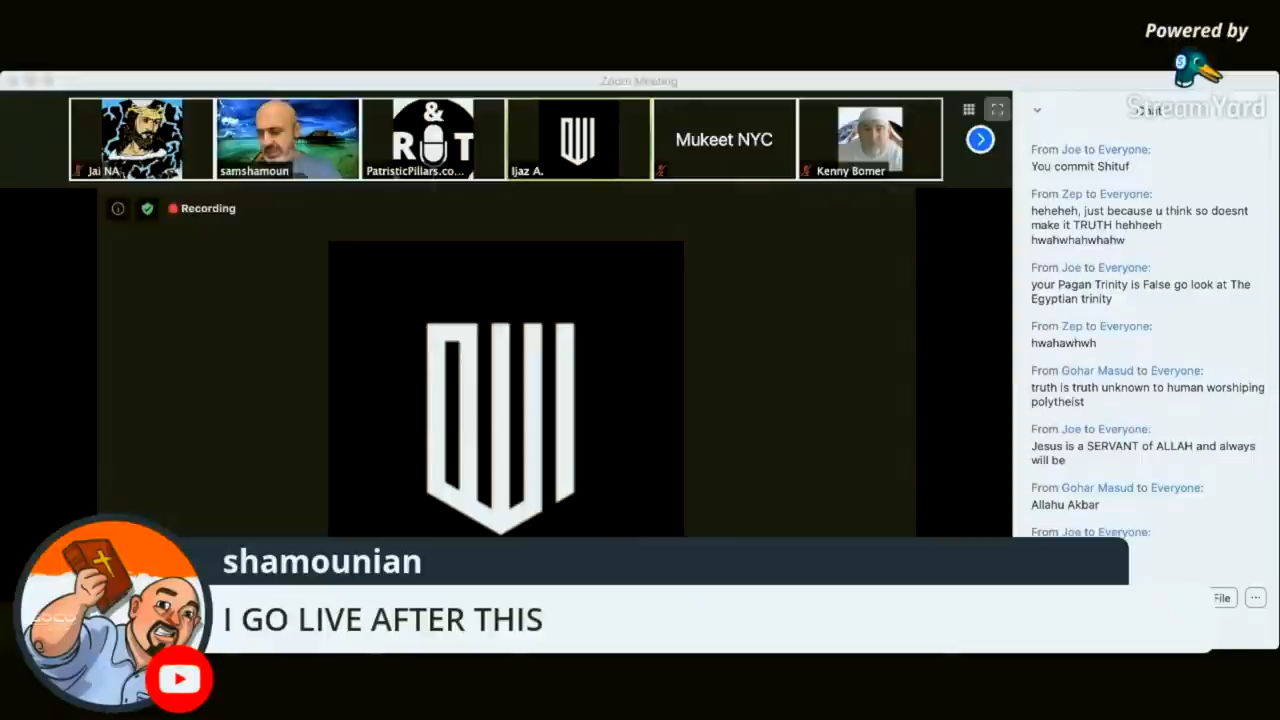 Powered by
StreamYard
Zoom Meeting
& 
R T
Jai NA
samshamoun
PatristicPillars.co...
Ijaz A.
Mukeet NYC
Kenny Bomer
Recording
From Joe to Everyone:
You commit Shituf
From Zep to Everyone:
heheheh, just because u think so doesnt
make it TRUTH hehheeh
hwahwhahwhahw
From Joe to Everyone:
your Pagan Trinity is False go look at The
Egyptian trinity
From Zep to Everyone:
hwahawhwh
From Gohar Masud to Everyone:
truth is truth unknown to human worshiping
polytheist
From Joe to Everyone:
Jesus is a SERVANT of ALLAH and always
will be
From Gohar Masud to Everyone:
Allahu Akbar
From Joe to Everyone:
File
shamounian
I GO LIVE AFTER THIS